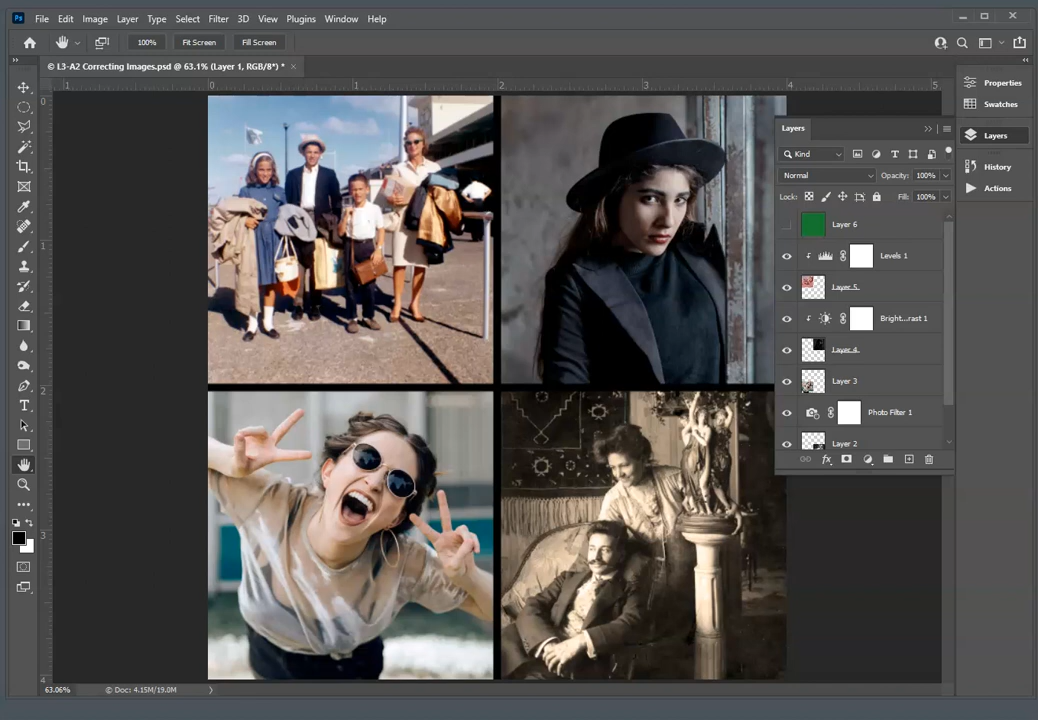 Ps File Edit Image Layer Type Select Filter 3D View Plugins Window Help
100% Fit Screen Fill Screen
© L3-A2 Correcting Images.psd @ 63.1% (Layer 1, RGB/8*) * ×
1 0 1 2 3 4 5
0
1
2
3
4
Properties
Swatches
Layers
History
Actions
Layers
Kind
Normal Opacity: 100%
Lock: Fill: 100%
Layer 6
Levels 1
Layer 5
Bright...rast 1
Layer 4
Layer 3
Photo Filter 1
Layer 2
fx
63.06% © Doc: 4.15M/19.0M